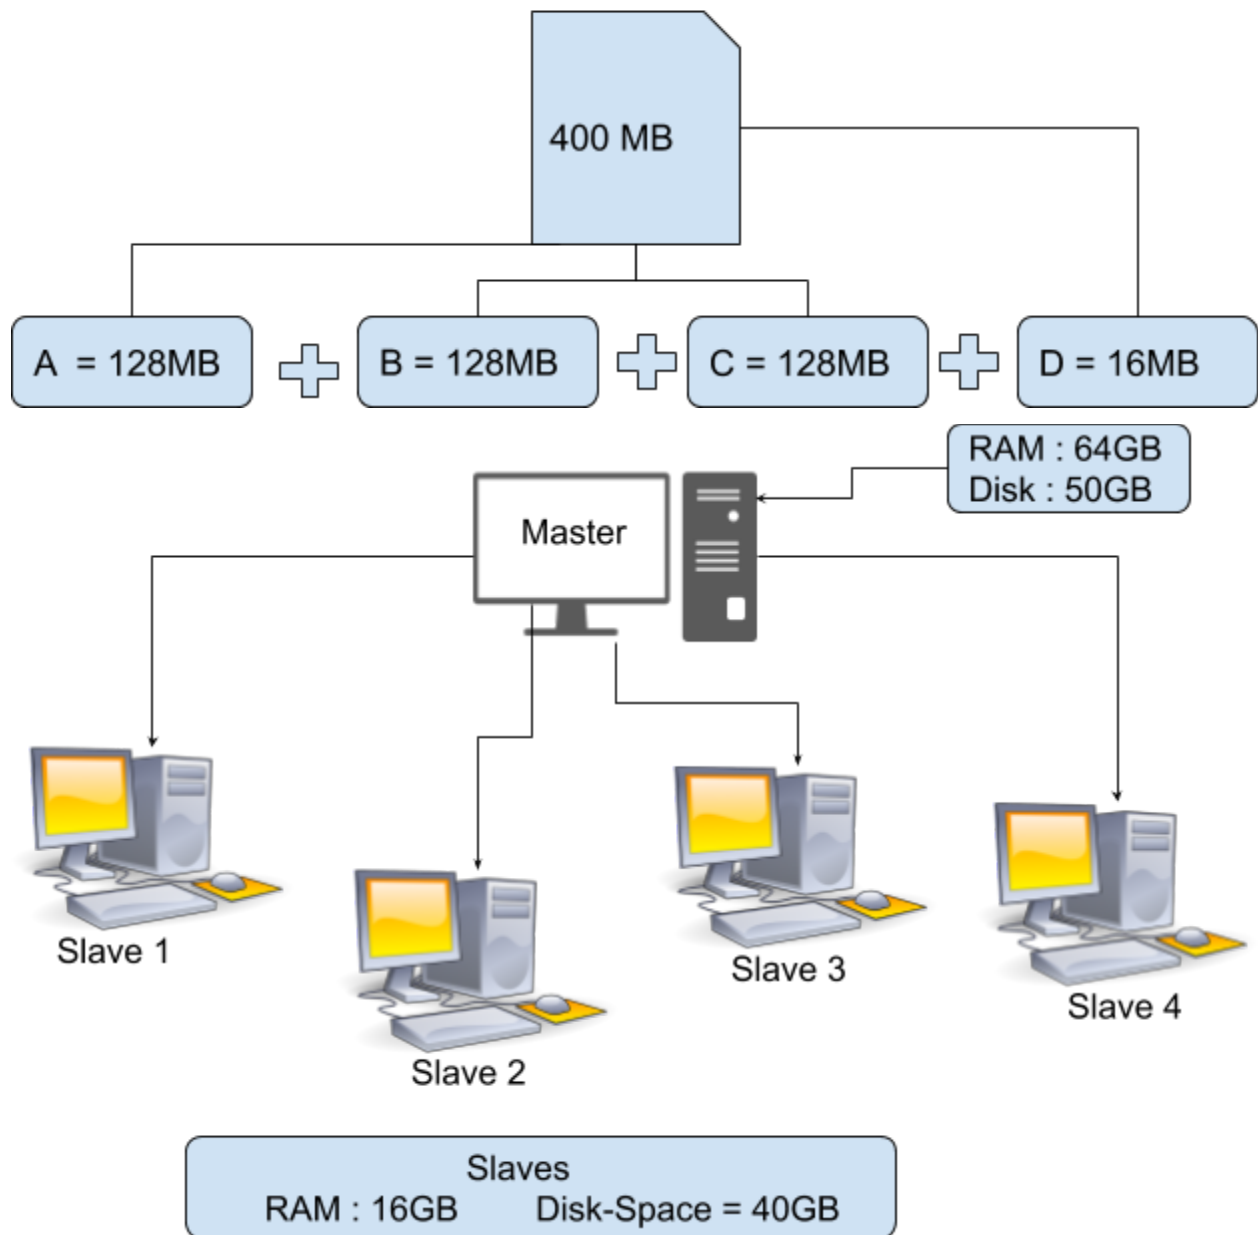 400 MB
A = 128MB
B = 128MB
C = 128MB
D = 16MB
RAM : 64GB
Disk : 50GB
Master
Slave 1
Slave 2
Slave 3
Slave 4
Slaves
RAM : 16GB Disk-Space = 40GB